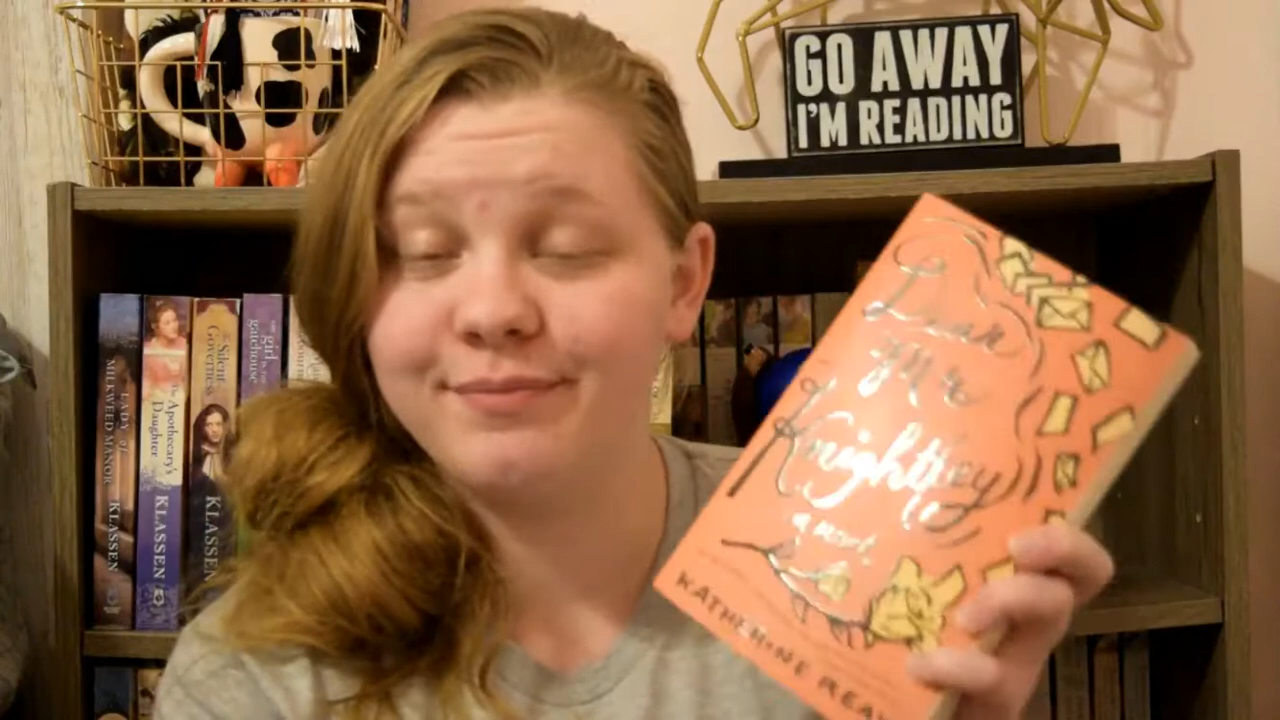 GO AWAY
I'M READING
LADY of
MILKWEED MANOR
KLASSEN
The Apothecary's
Daughter
KLASSEN
The Silent
Governess
KLASSEN
the girl in the
gatehouse
Dear
Mr.
Knightley
a novel
KATHERINE REAY